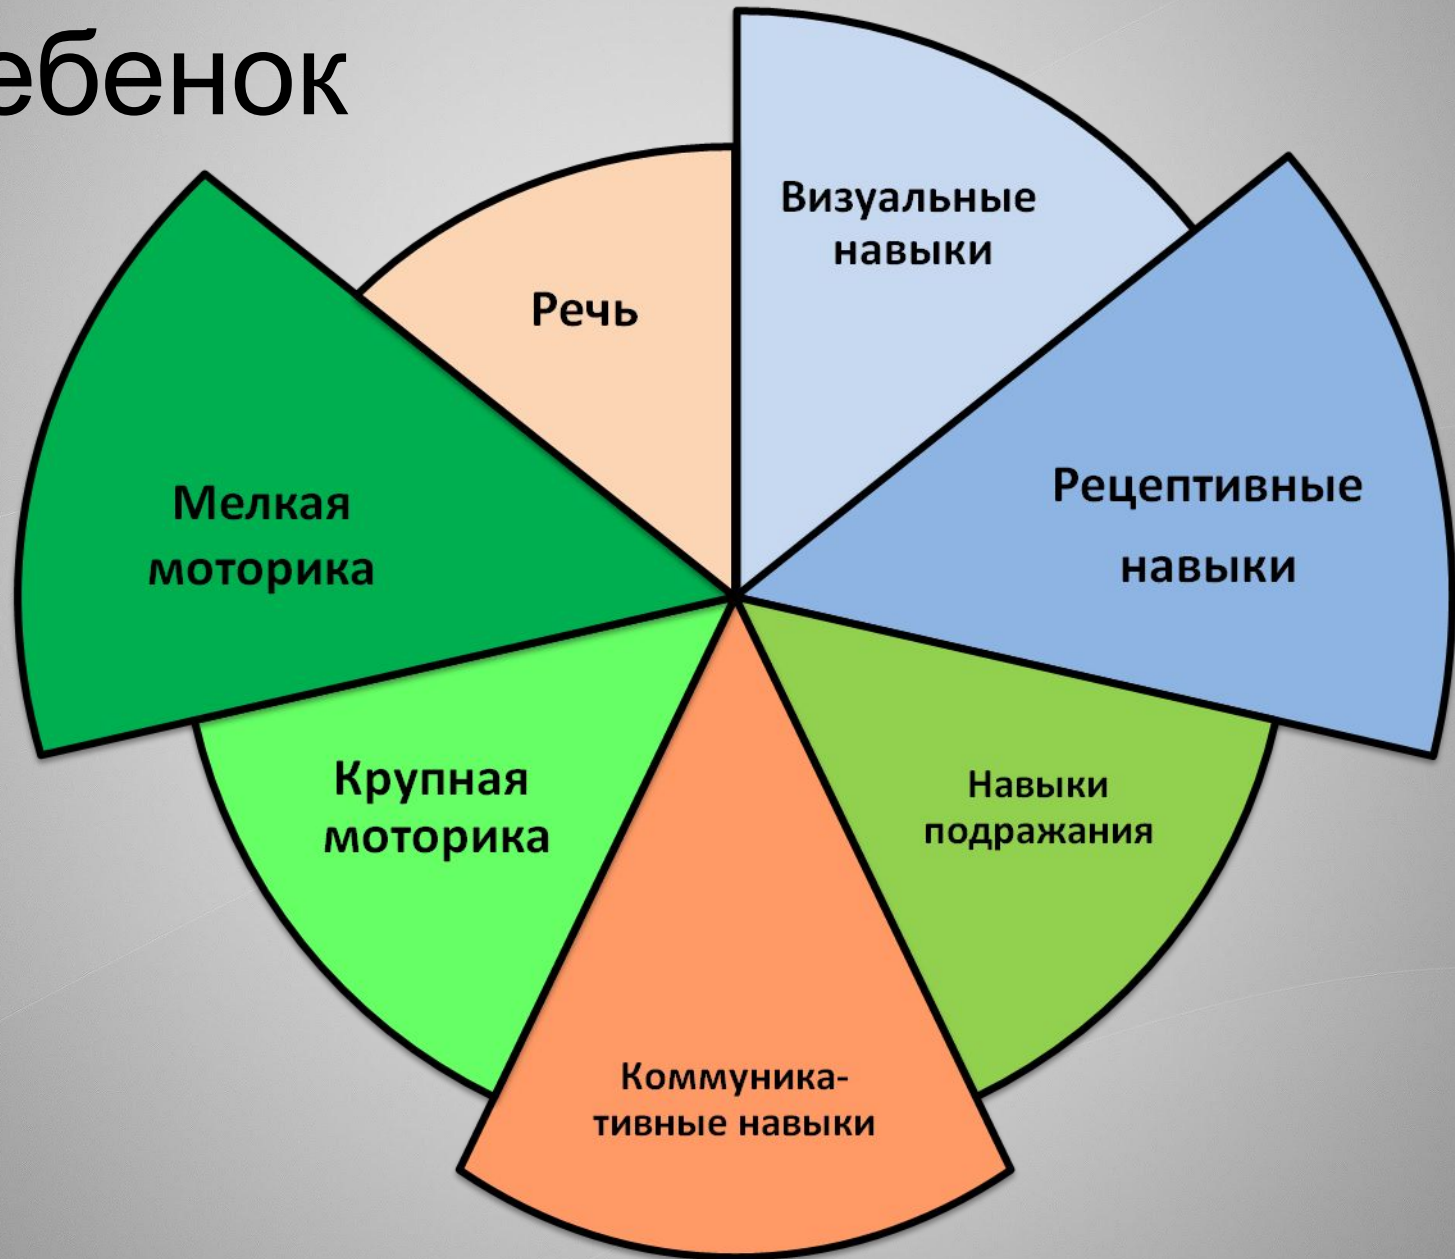 ебенок
Визуальные
навыки
Речь
Рецептивные
навыки
Мелкая
моторика
Крупная
моторика
Навыки
подражания
Коммуника-
тивные навыки